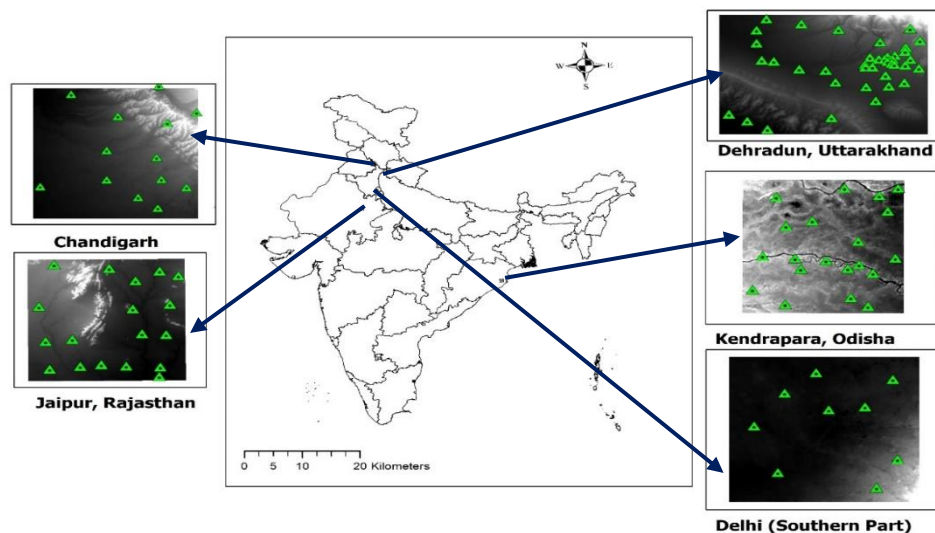 N
W E
S
Chandigarh
Jaipur, Rajasthan
Dehradun, Uttarakhand
Kendrapara, Odisha
Delhi (Southern Part)
0 5 10 20 Kilometers